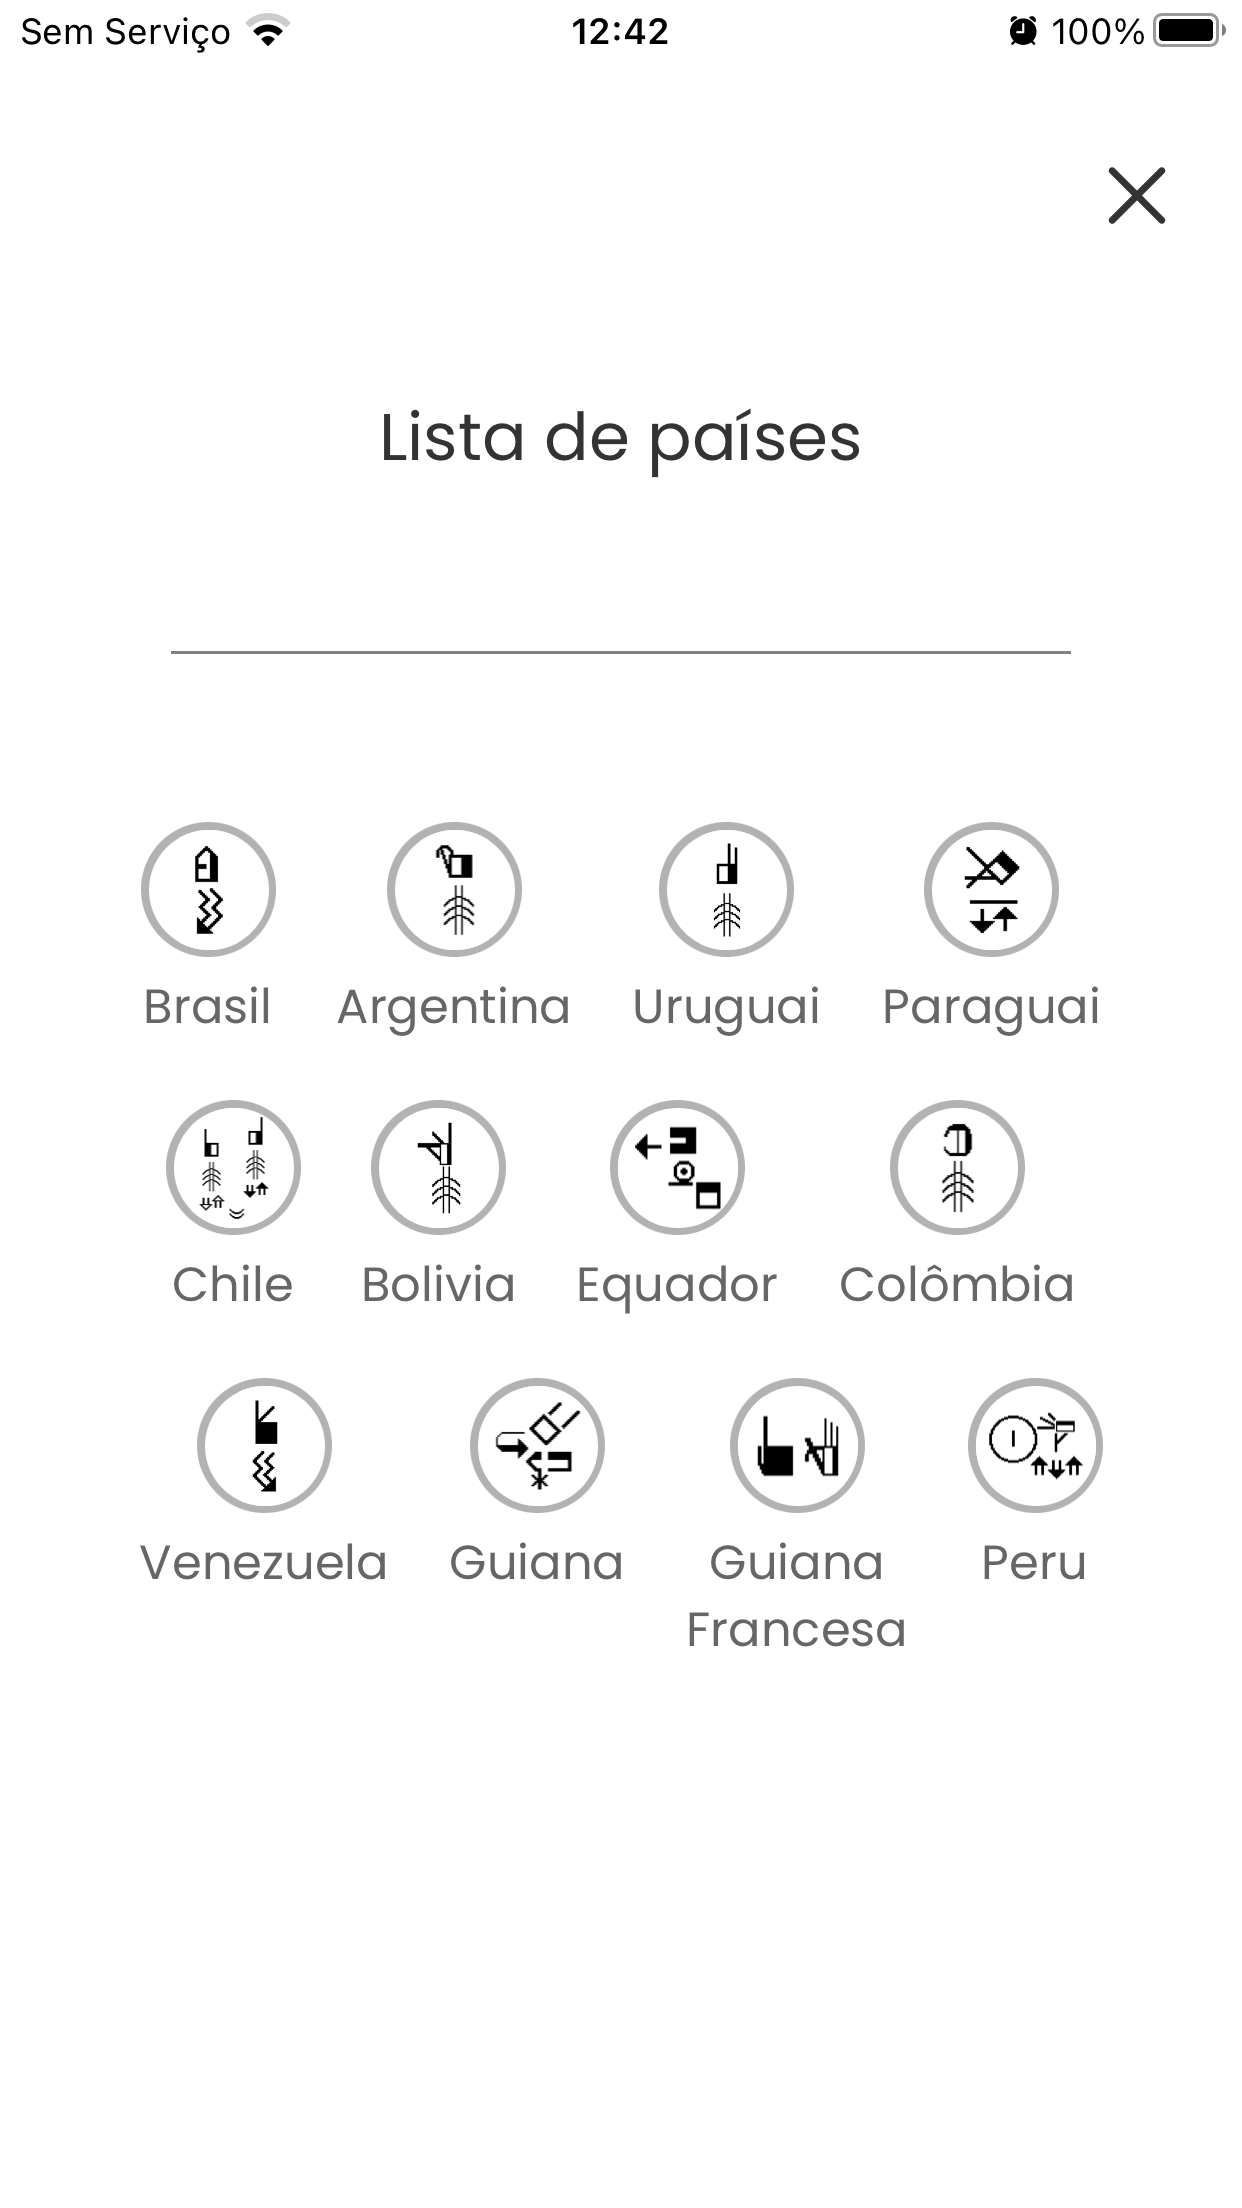 Sem Serviço 12:42 100%
Lista de países
Brasil Argentina Uruguai Paraguai
Chile Bolivia Equador Colômbia
Venezuela Guiana Guiana Francesa Peru